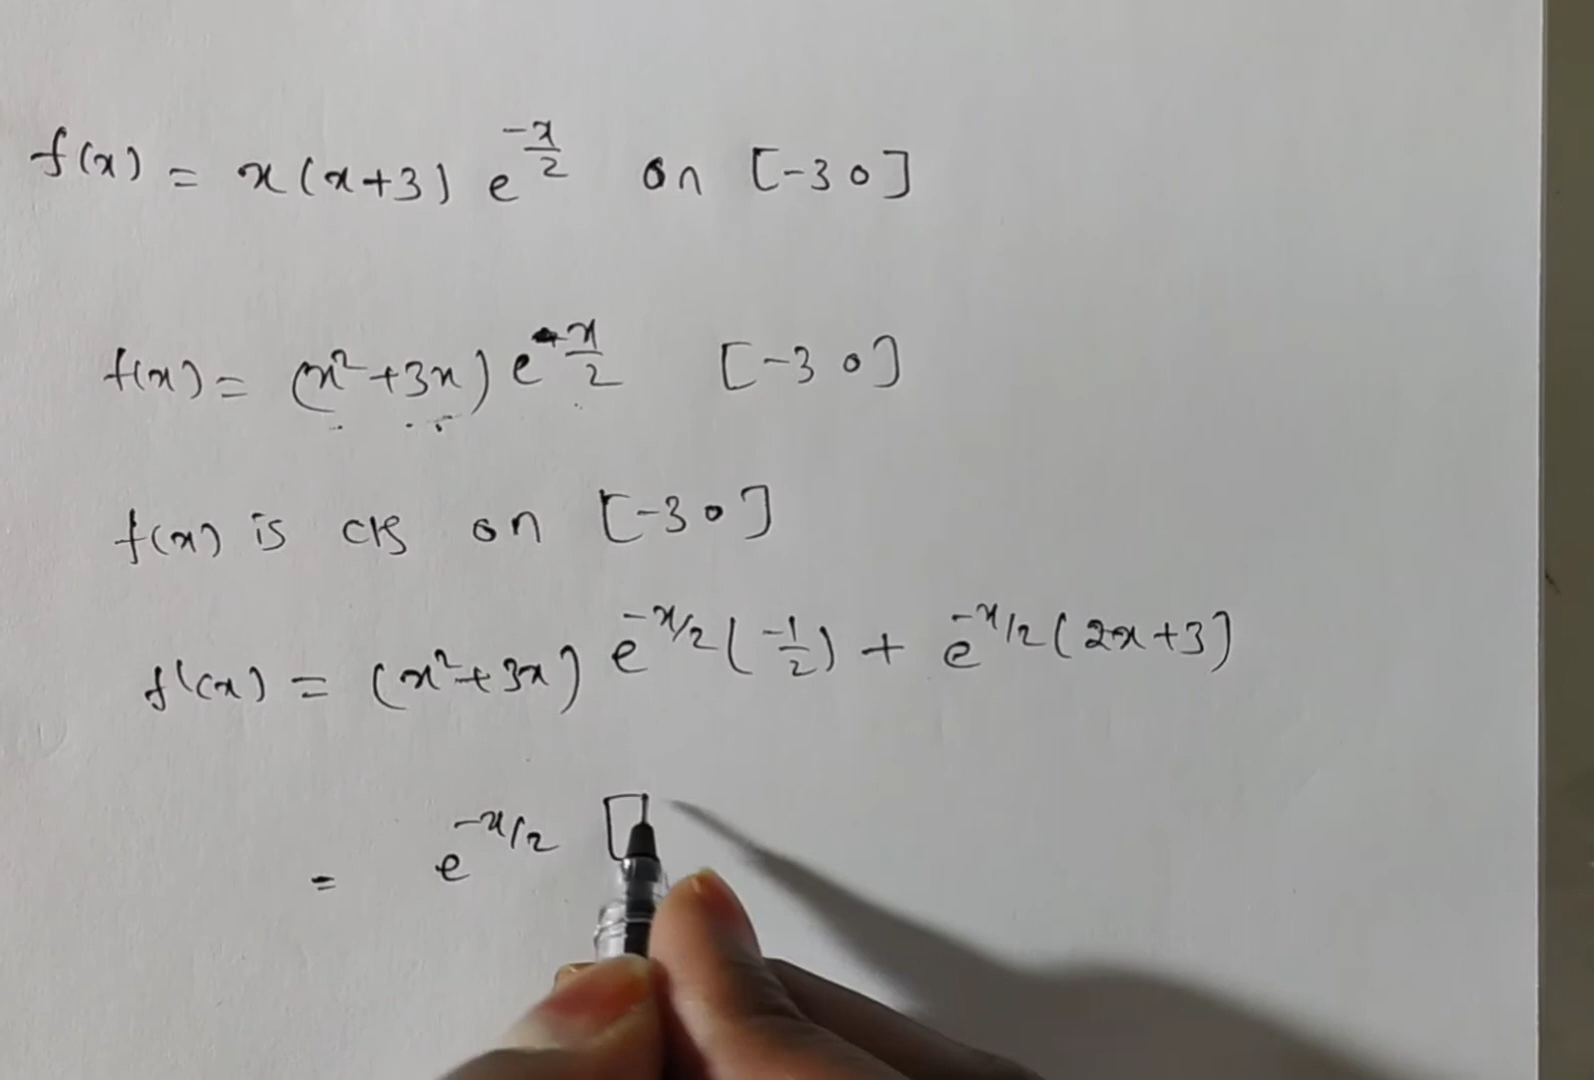 f(x) = x(x+3) e^{-x/2} on [-3 0]
f(x) = (x²+3x) e^{-x/2} [-3 0]
f(x) is cts on [-3 0]
f'(x) = (x²+3x) e^{-x/2} (-1/2) + e^{-x/2} (2x+3)
= e^{-x/2} [